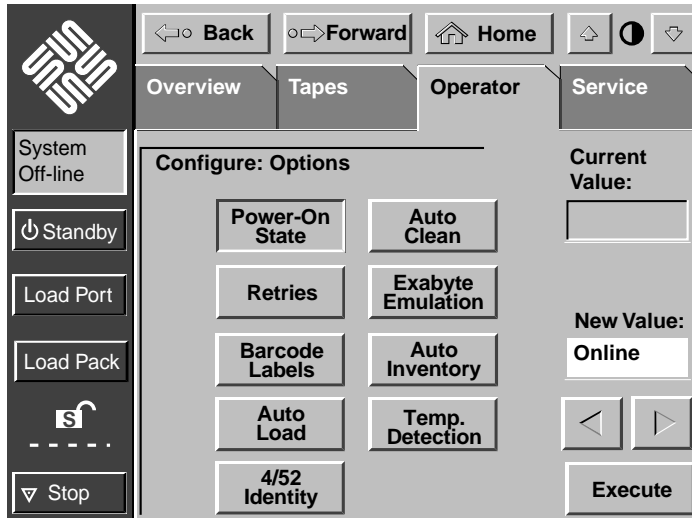 Back
Forward
Home
Overview
Tapes
Operator
Service
System
Off-line
Standby
Load Port
Load Pack
S
Stop
Configure: Options
Power-On
State
Auto
Clean
Retries
Exabyte
Emulation
Barcode
Labels
Auto
Inventory
Auto
Load
Temp.
Detection
4/52
Identity
Current
Value:
New Value:
Online
Execute